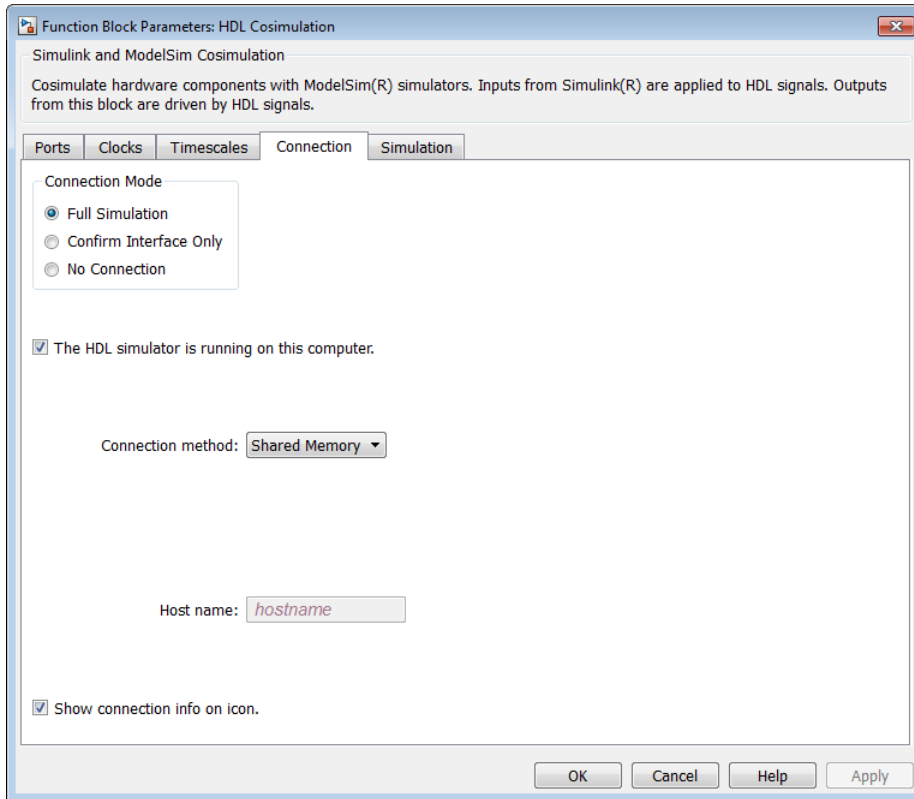 Function Block Parameters: HDL Cosimulation
Simulink and ModelSim Cosimulation
Cosimulate hardware components with ModelSim(R) simulators. Inputs from Simulink(R) are applied to HDL signals. Outputs
from this block are driven by HDL signals.
Ports Clocks Timescales Connection Simulation
Connection Mode
Full Simulation
Confirm Interface Only
No Connection
The HDL simulator is running on this computer.
Connection method: Shared Memory
Host name: hostname
Show connection info on icon.
OK Cancel Help Apply